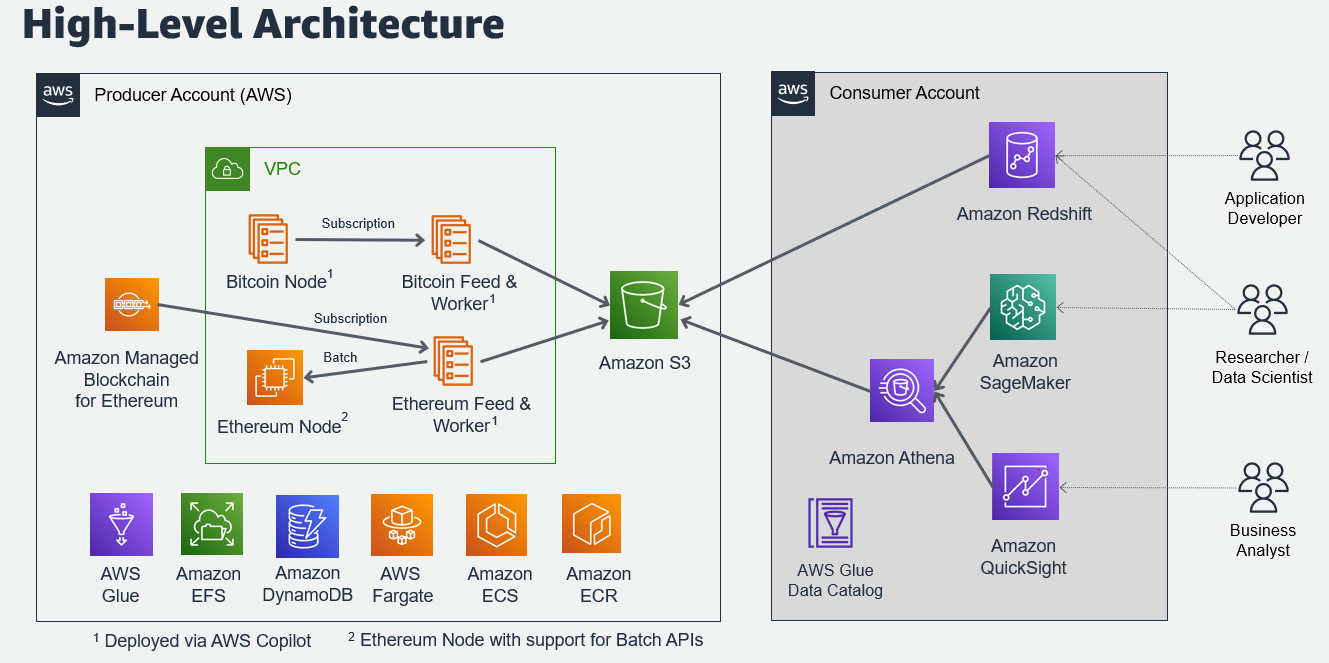 High-Level Architecture
aws
Producer Account (AWS)
VPC
Subscription
Bitcoin Node1
Bitcoin Feed &
Worker1
Subscription
Amazon Managed
Blockchain
for Ethereum
Batch
Ethereum Node2
Ethereum Feed &
Worker1
Amazon S3
AWS
Glue
Amazon
EFS
Amazon
DynamoDB
AWS
Fargate
Amazon
ECS
Amazon
ECR
1 Deployed via AWS Copilot
2 Ethereum Node with support for Batch APIs
aws
Consumer Account
Amazon Redshift
Amazon
SageMaker
Amazon Athena
Amazon
QuickSight
AWS Glue
Data Catalog
Application
Developer
Researcher /
Data Scientist
Business
Analyst